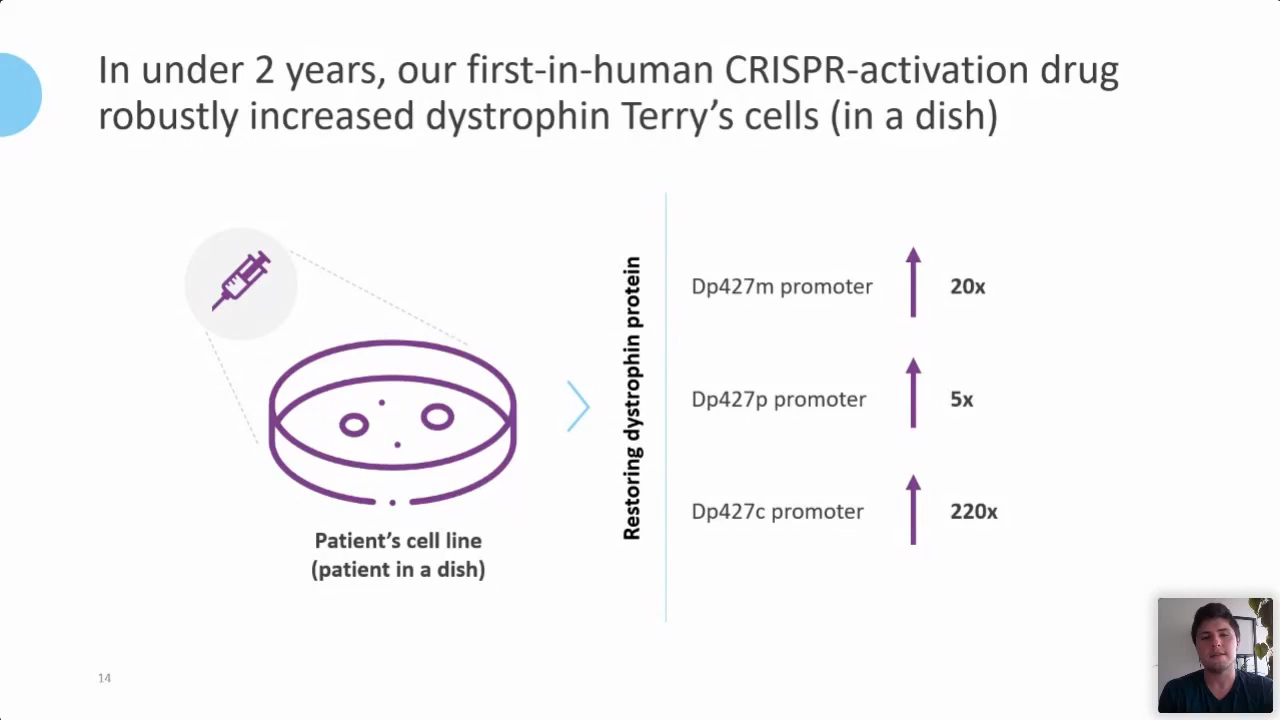 In under 2 years, our first-in-human CRISPR-activation drug
robustly increased dystrophin Terry’s cells (in a dish)
Patient’s cell line
(patient in a dish)
Restoring dystrophin protein
Dp427m promoter 20x
Dp427p promoter 5x
Dp427c promoter 220x
14